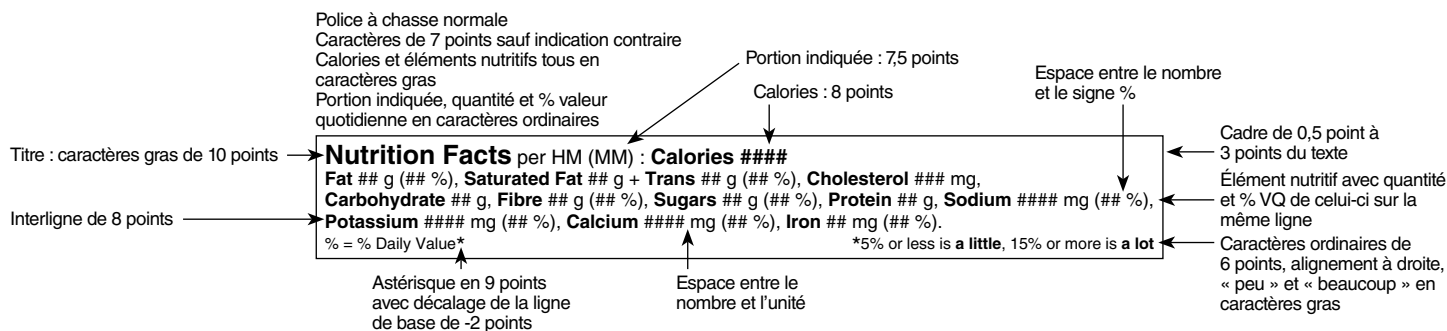 Police à chasse normale
Caractères de 7 points sauf indication contraire
Calories et éléments nutritifs tous en
caractères gras
Portion indiquée, quantité et % valeur
quotidienne en caractères ordinaires
Portion indiquée : 7,5 points
Calories : 8 points
Espace entre le nombre
et le signe %
Titre : caractères gras de 10 points
Interligne de 8 points
Nutrition Facts per HM (MM) : Calories ####
Fat ## g (## %), Saturated Fat ## g + Trans ## g (## %), Cholesterol ### mg,
Carbohydrate ## g, Fibre ## g (## %), Sugars ## g (## %), Protein ## g, Sodium #### mg (## %),
Potassium #### mg (## %), Calcium #### mg (## %), Iron ## mg (## %).
% = % Daily Value* *5% or less is a little, 15% or more is a lot
Cadre de 0,5 point à
3 points du texte
Élément nutritif avec quantité
et % VQ de celui-ci sur la
même ligne
Caractères ordinaires de
6 points, alignement à droite,
« peu » et « beaucoup » en
caractères gras
Astérisque en 9 points
avec décalage de la ligne
de base de -2 points
Espace entre le
nombre et l'unité